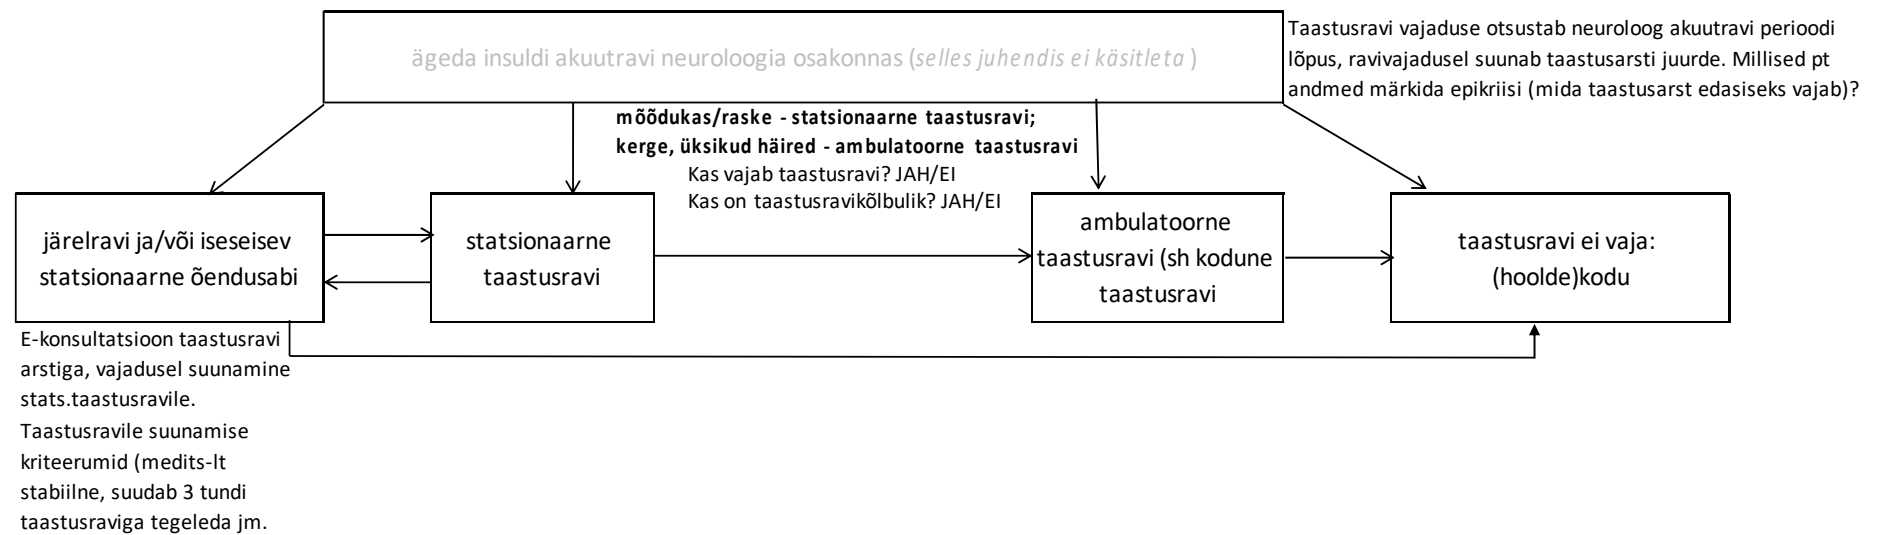 ägeda insuldi akuutravi neuroloogia osakonnas (selles juhendis ei käsitleta )
Taastusravi vajaduse otsustab neuroloog akuutravi perioodi
lõpus, ravivajadusel suunab taastusarsti juurde. Millised pt
andmed märkida epikriisi (mida taastusarst edasiseks vajab)?
mõõdukas/raske - statsionaarne taastusravi;
kerge, üksikud häired - ambulatoorne taastusravi
Kas vajab taastusravi? JAH/EI
Kas on taastusravikõlbulik? JAH/EI
järelravi ja/või iseseisev
statsionaarne õendusabi
statsionaarne
taastusravi
ambulatoorne
taastusravi (sh kodune
taastusravi
taastusravi ei vaja:
(hoolde)kodu
E-konsultatsioon taastusravi
arstiga, vajadusel suunamine
stats.taastusravile.
Taastusravile suunamise
kriteerumid (medits-lt
stabiilne, suudab 3 tundi
taastusraviga tegeleda jm.